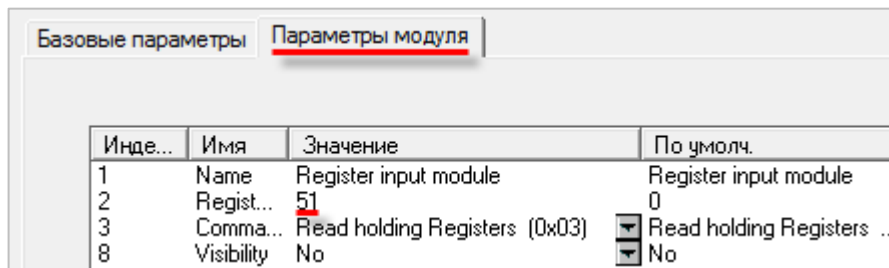 Базовые параметры Параметры модуля
Инде... Имя Значение По умолч.
1 Name Register input module Register input module
2 Regist... 51 0
3 Comma... Read holding Registers (0x03) Read holding Registers ..
8 Visibility No No